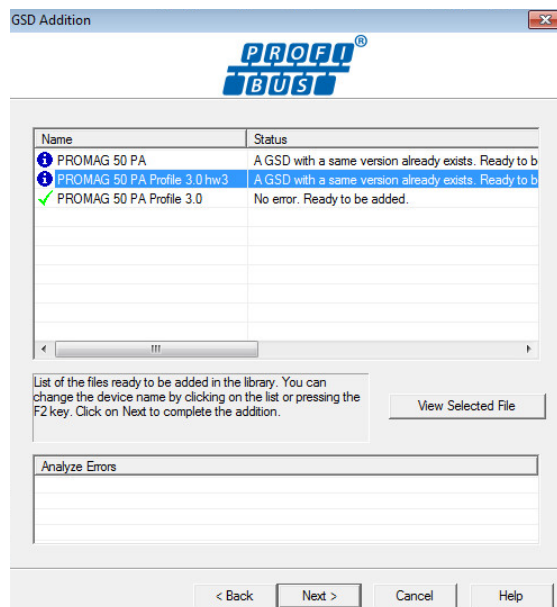 GSD Addition
PROFI®
BUS
Name Status
PROMAG 50 PA A GSD with a same version already exists. Ready to b
PROMAG 50 PA Profile 3.0 hw3 A GSD with a same version already exists. Ready to b
PROMAG 50 PA Profile 3.0 No error. Ready to be added.
List of the files ready to be added in the library. You can
change the device name by clicking on the list or pressing the
F2 key. Click on Next to complete the addition.
View Selected File
Analyze Errors
< Back Next > Cancel Help